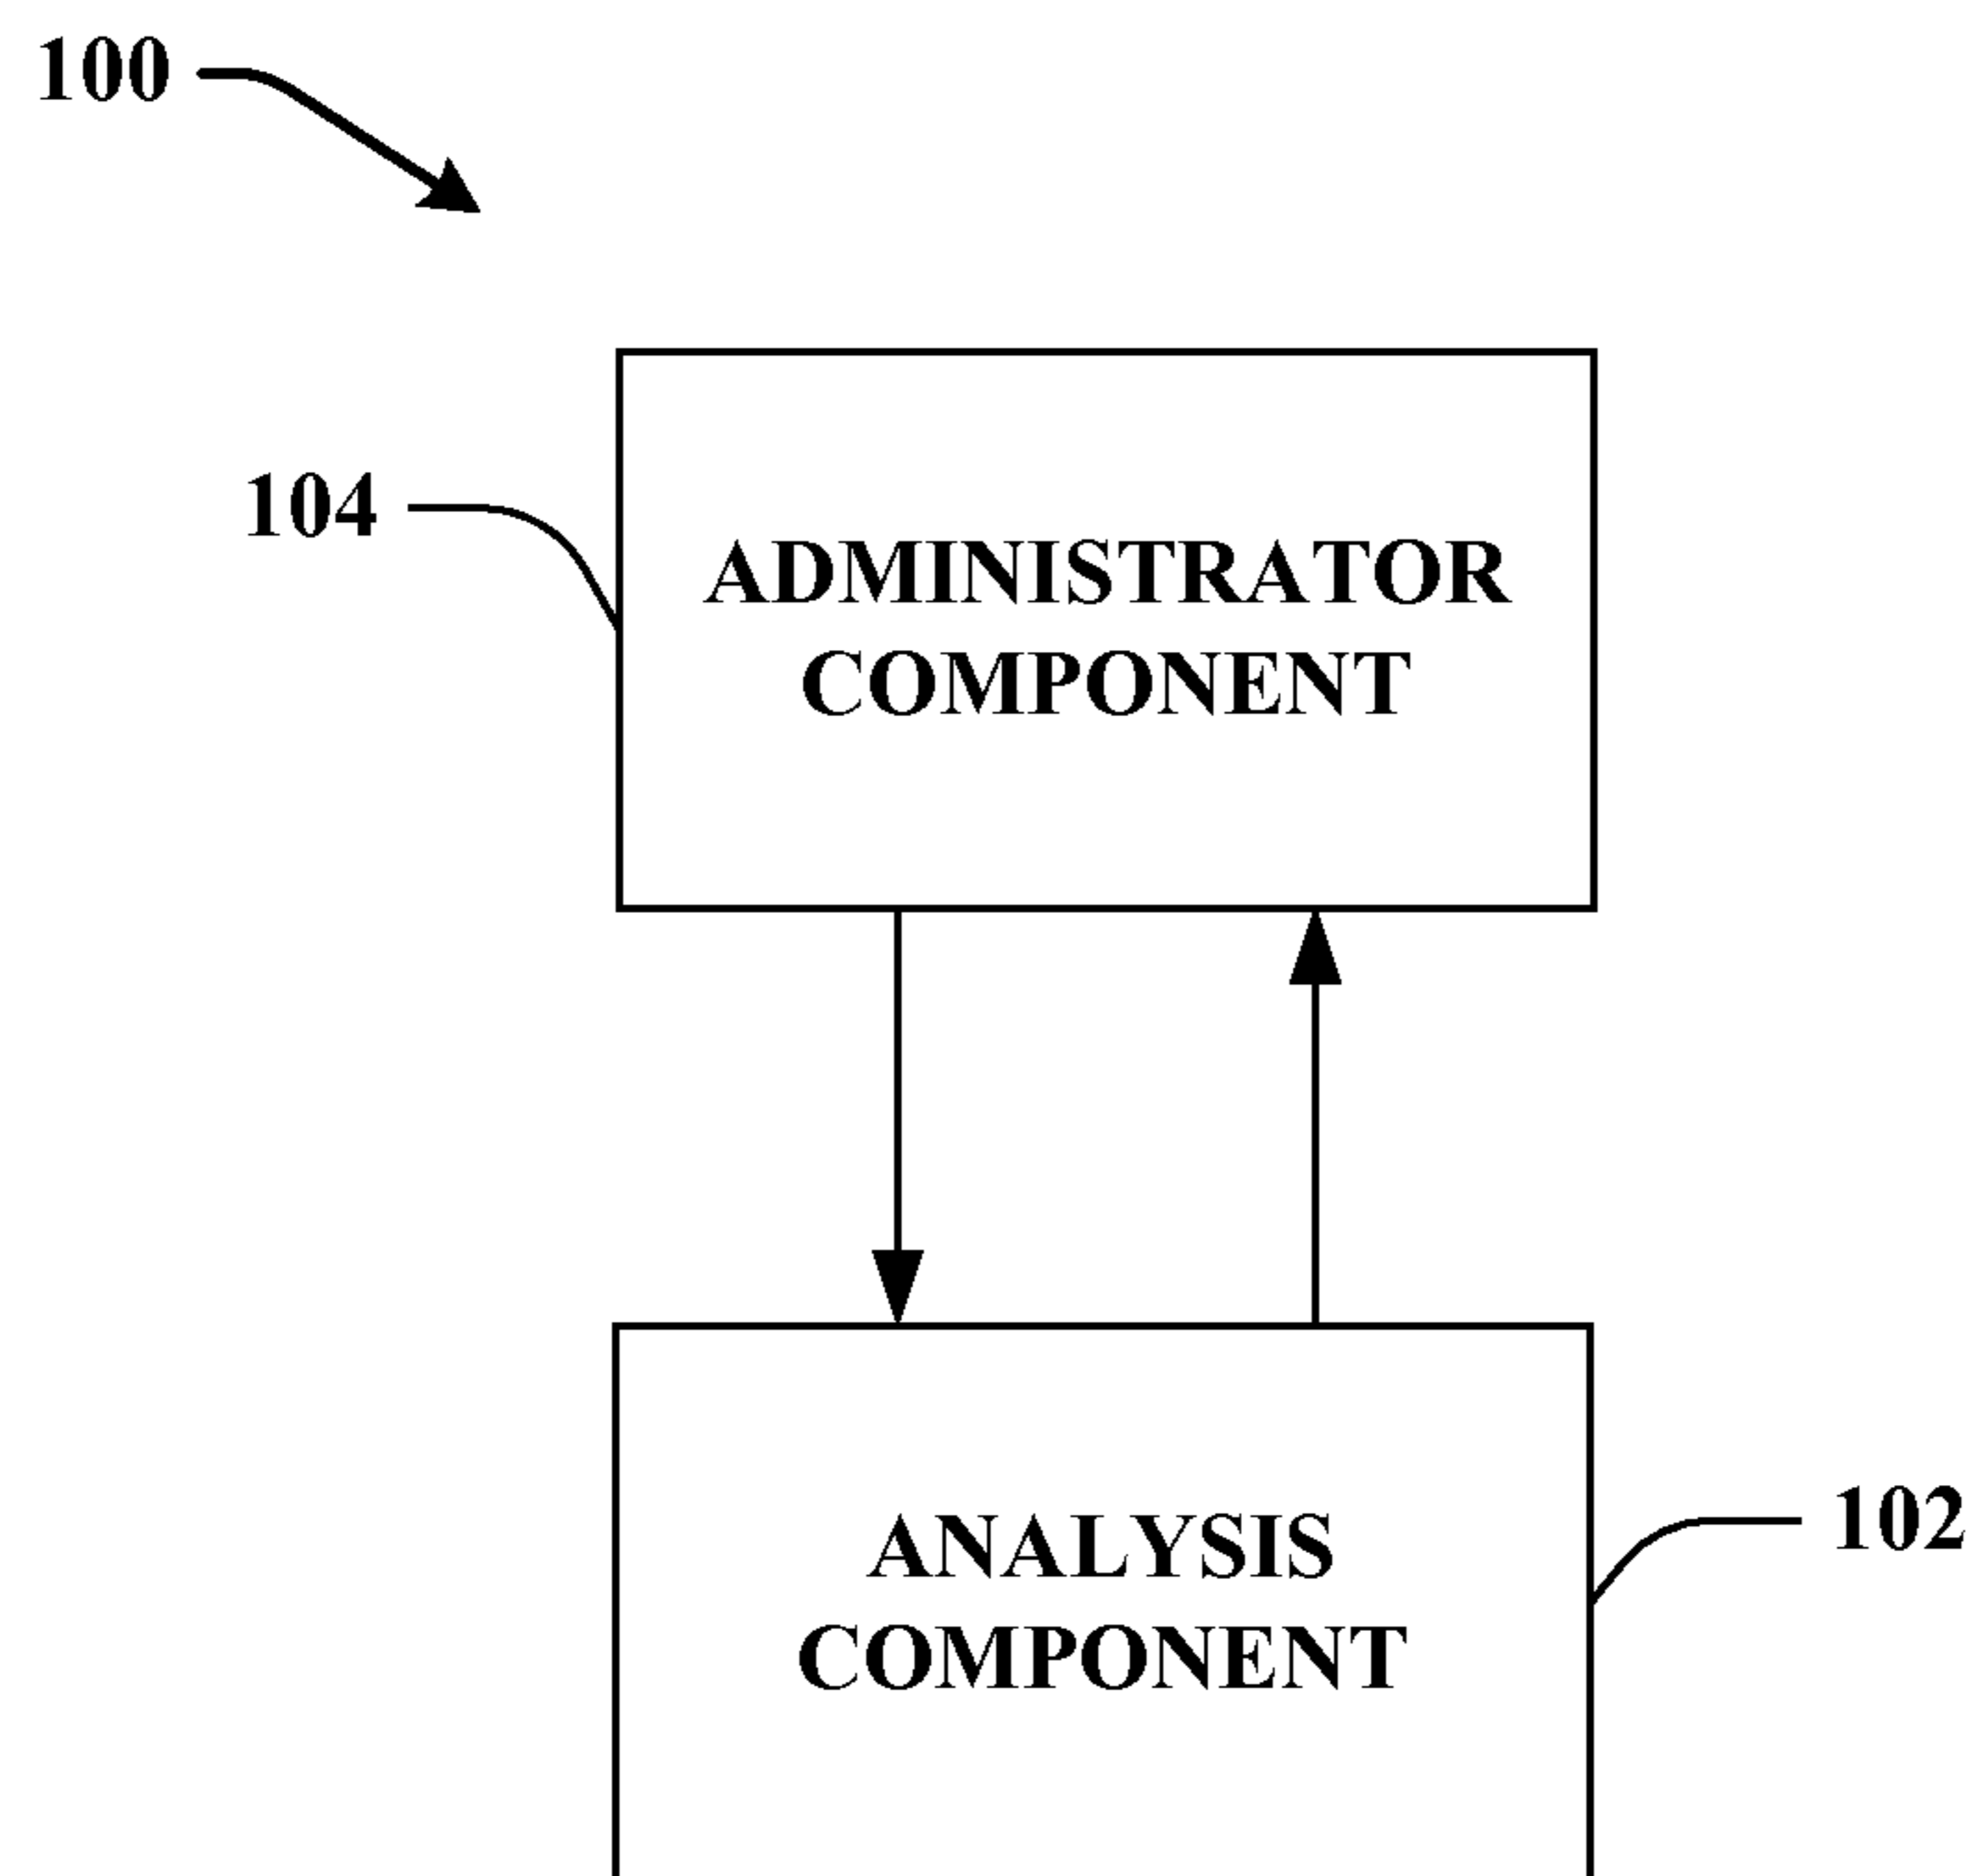 100
104
ADMINISTRATOR
COMPONENT
ANALYSIS
COMPONENT
102